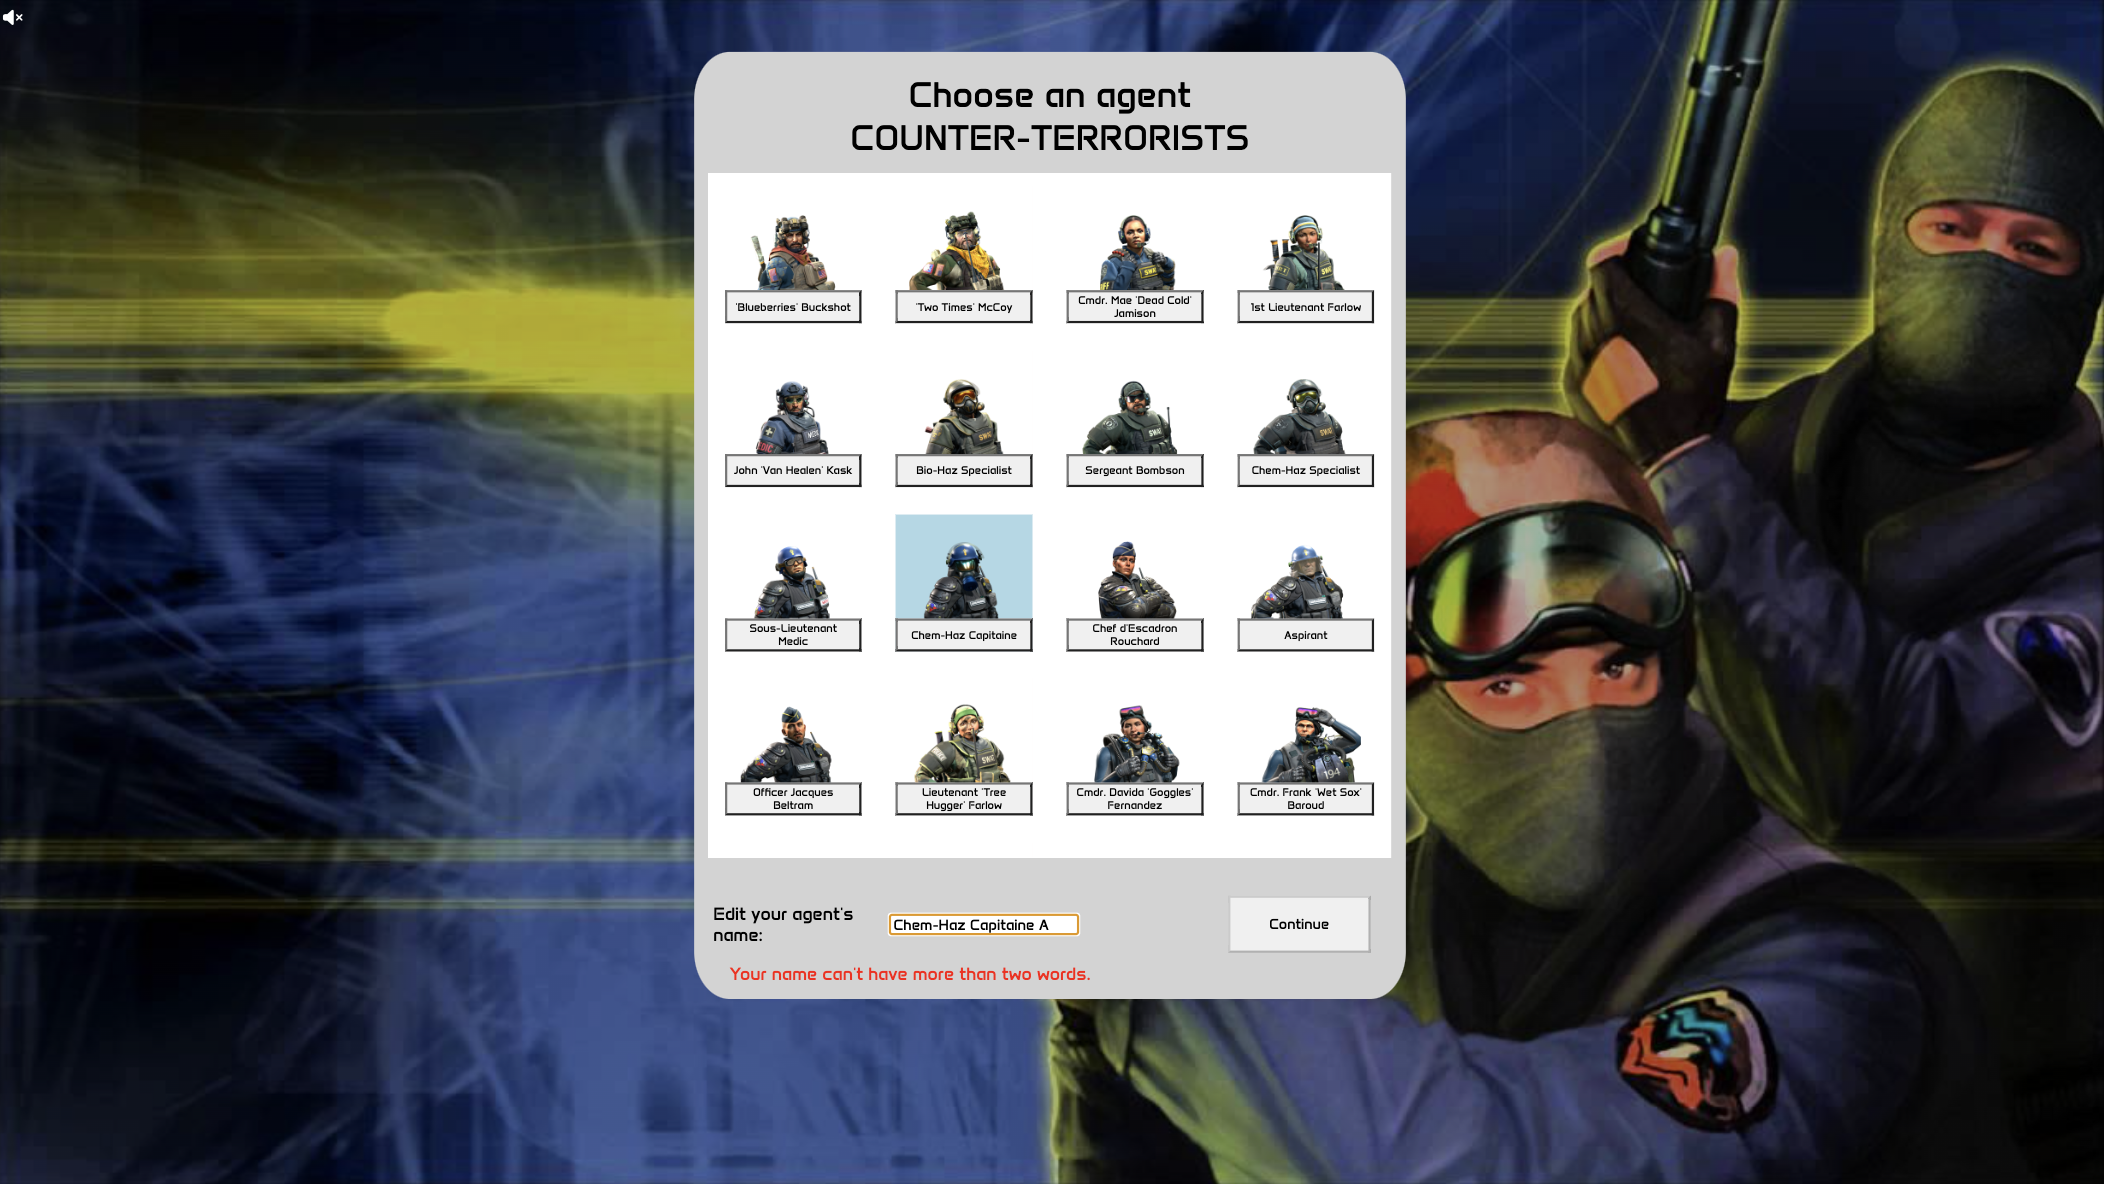 Choose an agent
COUNTER-TERRORISTS
'Blueberries' Buckshot
'Two Times' McCoy
Cmdr. Mae 'Dead Cold'
Jamison
1st Lieutenant Farlow
John 'Van Healen' Kask
Bio-Haz Specialist
Sergeant Bombson
Chem-Haz Specialist
Sous-Lieutenant
Medic
Chem-Haz Capitaine
Chef d'Escadron
Rouchard
Aspirant
Officer Jacques
Beltram
Lieutenant 'Tree
Hugger' Farlow
Cmdr. Davida 'Goggles'
Fernandez
Cmdr. Frank 'Wet Sox'
Baroud
Edit your agent's
name:
Chem-Haz Capitaine A
Continue
Your name can't have more than two words.